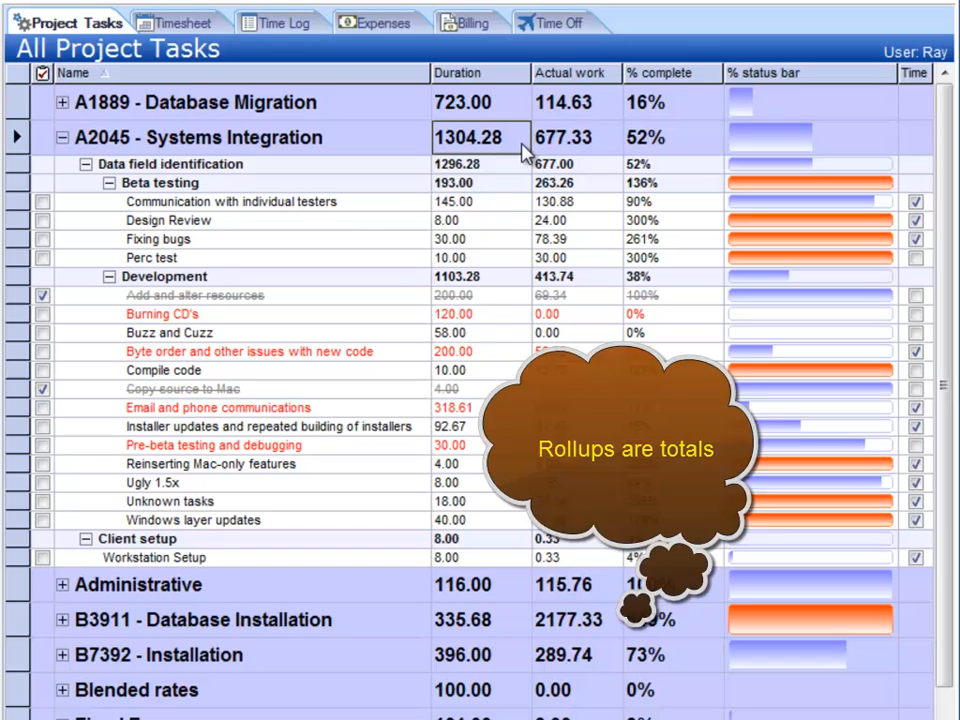 Project Tasks Timesheet Time Log Expenses Billing Time Off
All Project Tasks User: Ray
Name Duration Actual work % complete % status bar Time
A1889 - Database Migration 723.00 114.63 16%
A2045 - Systems Integration 1304.28 677.33 52%
Data field identification 1296.28 677.00 52%
Beta testing 193.00 263.26 136%
Communication with individual testers 145.00 130.88 90%
Design Review 8.00 24.00 300%
Fixing bugs 30.00 78.39 261%
Perc test 10.00 30.00 300%
Development 1103.28 413.74 38%
Add and alter resources 200.00 69.34 100%
Burning CD's 120.00 0.00 0%
Buzz and Cuzz 58.00 0.00 0%
Byte order and other issues with new code 200.00
Compile code 10.00
Copy source to Mac 4.00
Email and phone communications 318.61
Installer updates and repeated building of installers 92.67
Pre-beta testing and debugging 30.00
Rollups are totals
Reinserting Mac-only features 4.00
Ugly 1.5x 8.00
Unknown tasks 18.00
Windows layer updates 40.00
Client setup 8.00 0.33
Workstation Setup 8.00 0.33
Administrative 116.00 115.76
B3911 - Database Installation 335.68 2177.33
B7392 - Installation 396.00 289.74 73%
Blended rates 100.00 0.00 0%